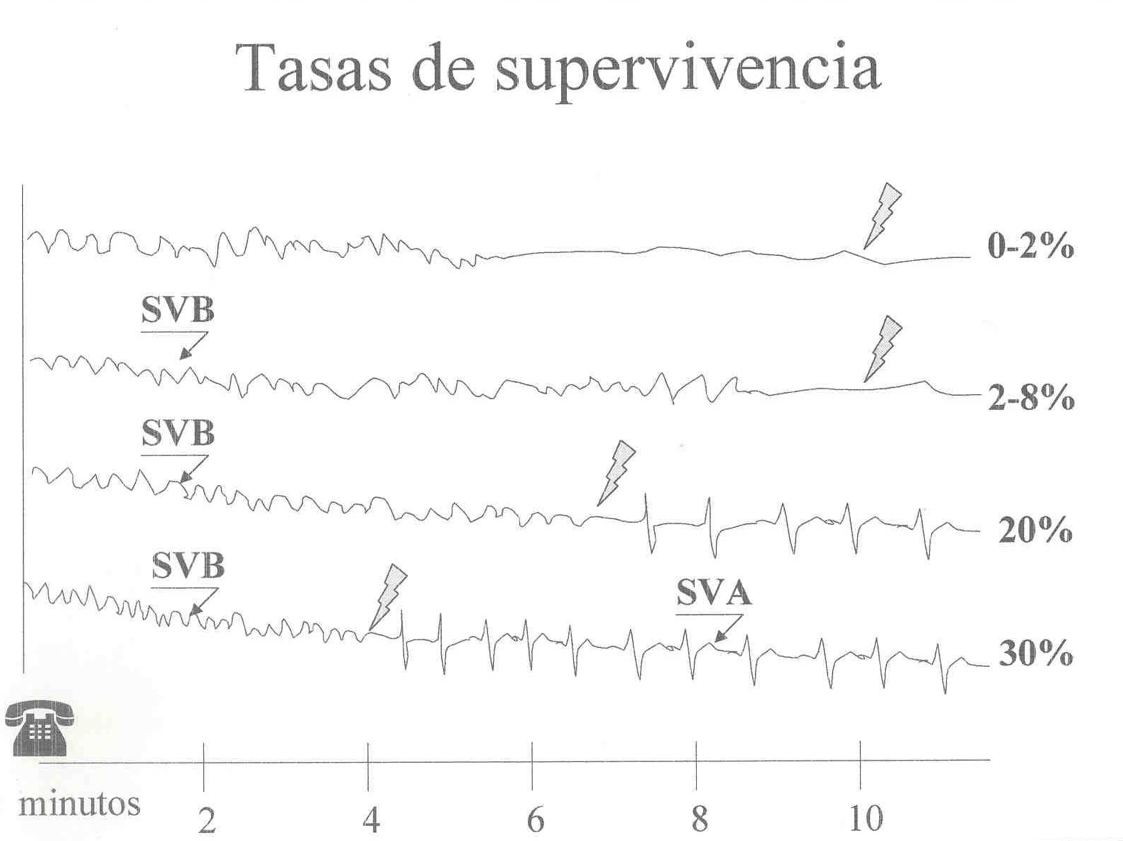 Tasas de supervivencia
0-2%
SVB
2-8%
SVB
20%
SVB
SVA
30%
minutos
2
4
6
8
10